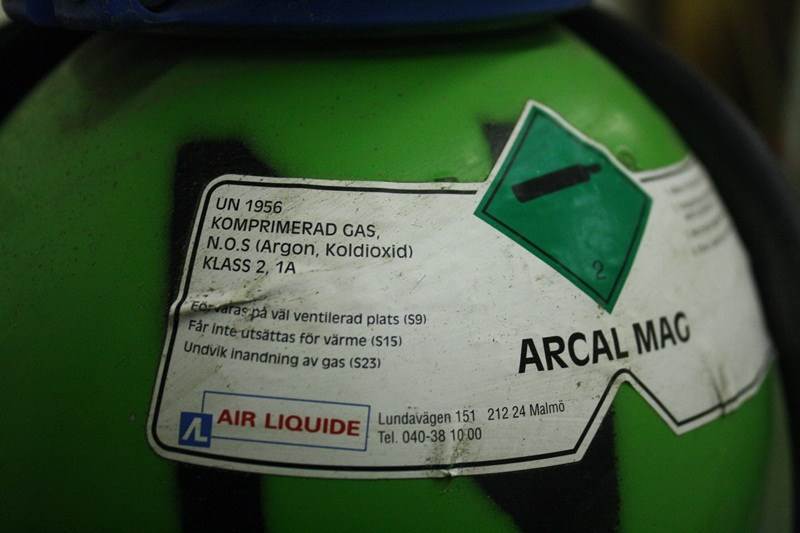 UN 1956
KOMPRIMERAD GAS,
N.O.S (Argon, Koldioxid)
KLASS 2, 1A
Förvaras på väl ventilerad plats (S9)
Får inte utsättas för värme (S15)
Undvik inandning av gas (S23)
2
ARCAL MAG
AL AIR LIQUIDE
Lundavägen 151 212 24 Malmö
Tel. 040-38 10 00